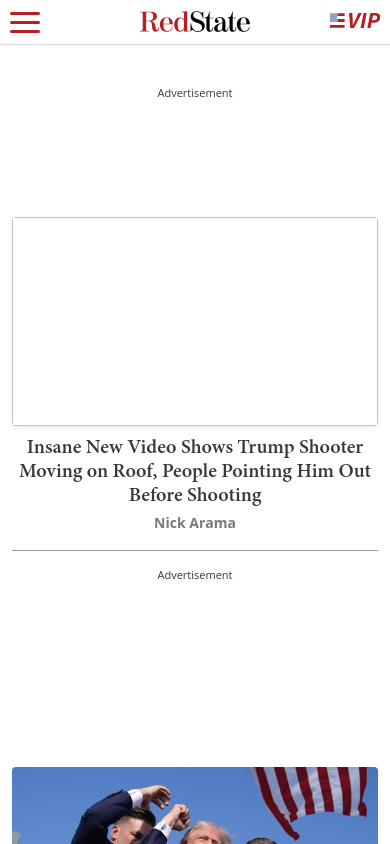 RedState
VIP
Advertisement
Insane New Video Shows Trump Shooter
Moving on Roof, People Pointing Him Out
Before Shooting
Nick Arama
Advertisement